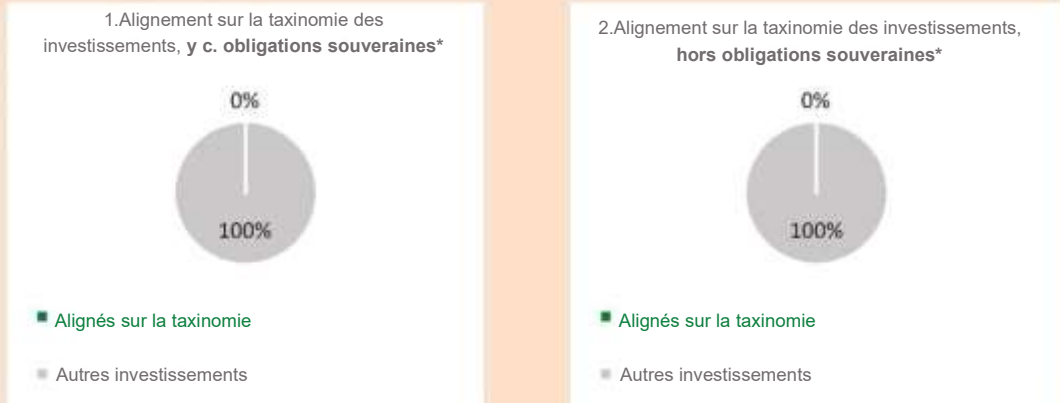 1.Alignement sur la taxinomie des
investissements, y c. obligations souveraines*
0%
100%
Alignés sur la taxinomie
Autres investissements
2.Alignement sur la taxinomie des investissements,
hors obligations souveraines*
0%
100%
Alignés sur la taxinomie
Autres investissements